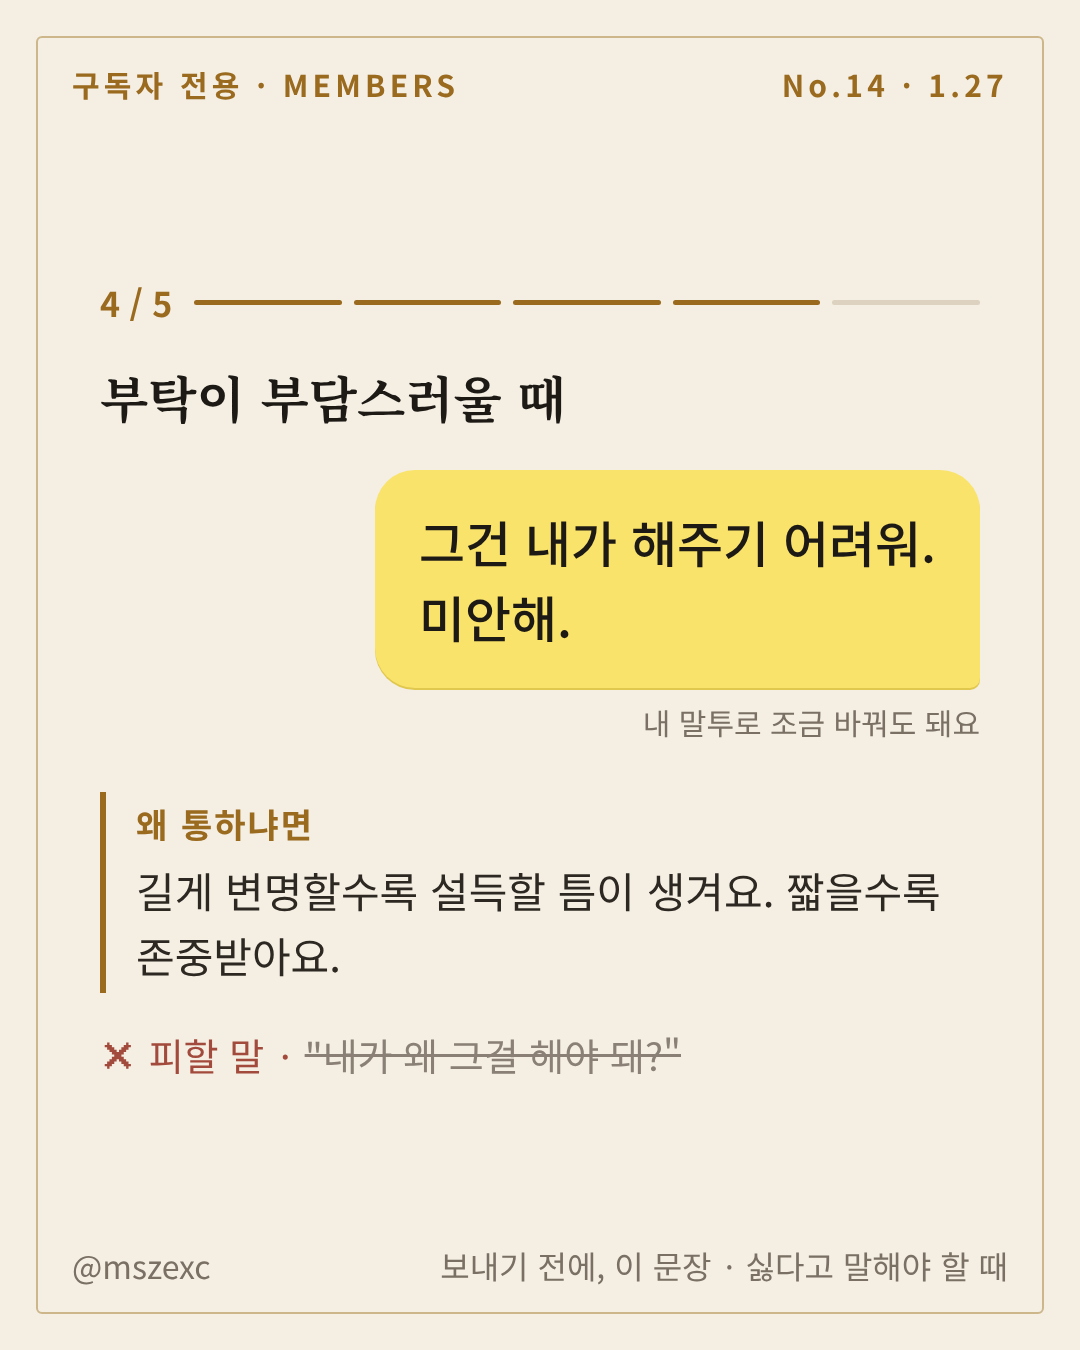 구독자 전용 · MEMBERS
No.14 · 1.27
4 / 5
부탁이 부담스러울 때
그건 내가 해주기 어려워.
미안해.
내 말투로 조금 바꿔도 돼요
왜 통하냐면
길게 변명할수록 설득할 틈이 생겨요. 짧을수록
존중받아요.
✕ 피할 말 · "내가 왜 그걸 해야 돼?"
@mszexc
보내기 전에, 이 문장 · 싫다고 말해야 할 때